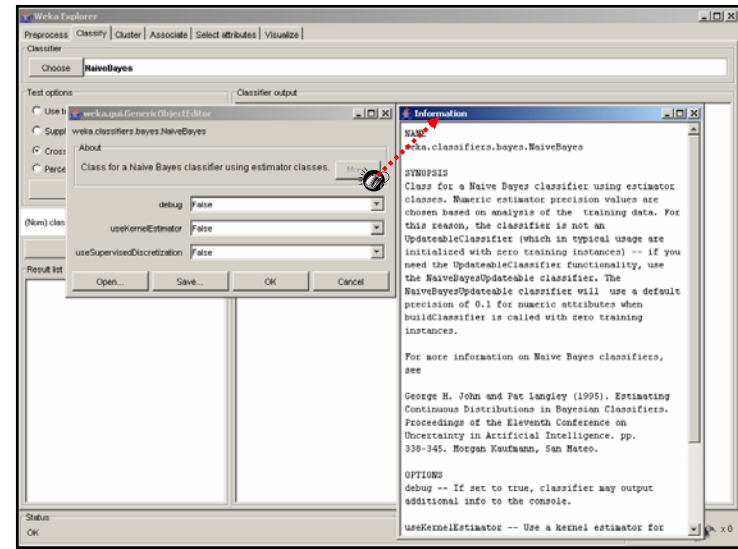 Weka Explorer
Preprocess Classify Cluster Associate Select attributes Visualize
Classifier
Choose NaiveBayes
Test options
Classifier output
Use
Suppl
Cross
Perce
(Nom) clas
Result list
weka.gui.GenericObjectEditor
weka.classifiers.bayes.NaiveBayes
About
Class for a Naive Bayes classifier using estimator classes.
debug False
useKernelEstimator False
useSupervisedDiscretization False
Open... Save... OK Cancel
Information
NAME
weka.classifiers.bayes.NaiveBayes
SYNOPSIS
Class for a Naive Bayes classifier using estimator
classes. Numeric estimator precision values are
chosen based on analysis of the training data. For
this reason, the classifier is not an
UpdateableClassifier (which in typical usage are
initialized with zero training instances) -- if you
need the UpdateableClassifier functionality, use
the NaiveBayesUpdateable classifier. The
NaiveBayesUpdateable classifier will use a default
precision of 0.1 for numeric attributes when
buildClassifier is called with zero training
instances.
For more information on Naive Bayes classifiers,
see
George H. John and Pat Langley (1995). Estimating
Continuous Distributions in Bayesian Classifiers.
Proceedings of the Eleventh Conference on
Uncertainty in Artificial Intelligence. pp.
338-345. Morgan Kaufmann, San Mateo.
OPTIONS
debug -- If set to true, classifier may output
additional info to the console.
useKernelEstimator -- Use a kernel estimator for
Status
OK
x 0